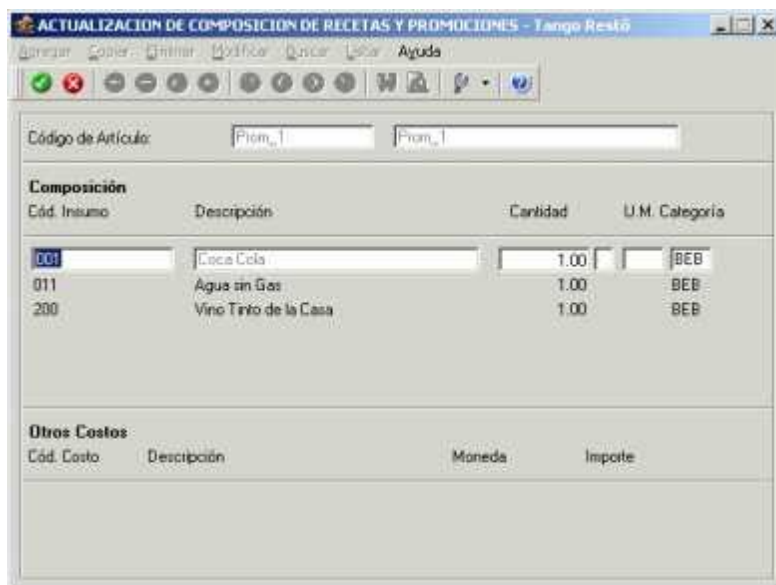 ACTUALIZACION DE COMPOSICION DE RECETAS Y PROMOCIONES - Tango Restô
Agregar Copiar Eliminar Modificar Buscar Listar Ayuda
Código de Artículo: Prom_1 Prom_1
Composición
Cód. Insumo Descripción Cantidad U.M. Categoría
001 Coca Cola 1.00 BEB
011 Agua sin Gas 1.00 BEB
200 Vino Tinto de la Casa 1.00 BEB
Otros Costos
Cód. Costo Descripción Moneda Importe